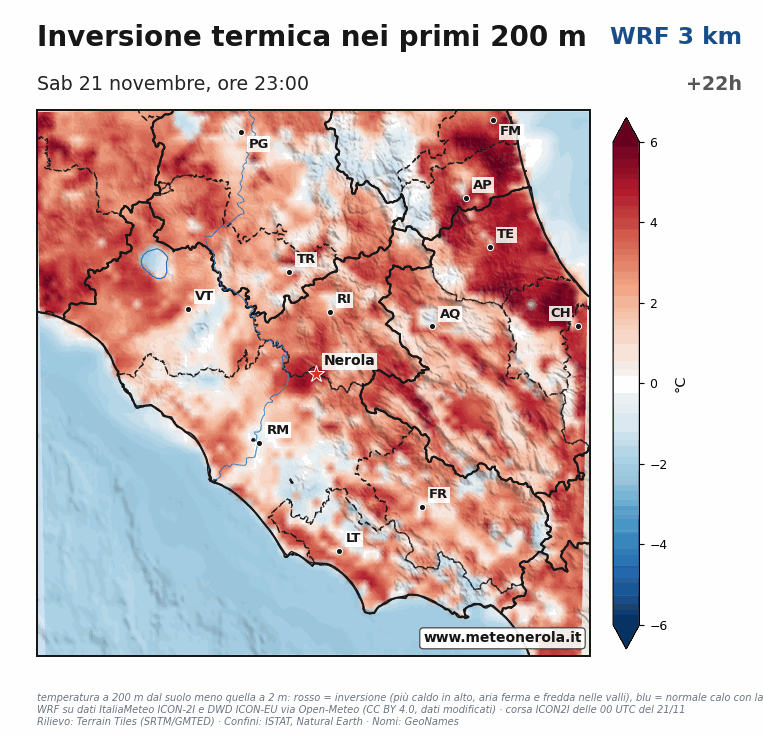 Inversione termica nei primi 200 m
WRF 3 km
Sab 21 novembre, ore 23:00
+22h
FM
PG
AP
TE
TR
VT
RI
AQ
CH
Nerola
RM
FR
LT
6
4
2
0
−2
−4
−6
°C
www.meteonerola.it
temperatura a 200 m dal suolo meno quella a 2 m: rosso = inversione (più caldo in alto, aria ferma e fredda nelle valli), blu = normale calo con la
WRF su dati ItaliaMeteo ICON-2I e DWD ICON-EU via Open-Meteo (CC BY 4.0, dati modificati) · corsa ICON2I delle 00 UTC del 21/11
Rilievo: Terrain Tiles (SRTM/GMTED) · Confini: ISTAT, Natural Earth · Nomi: GeoNames